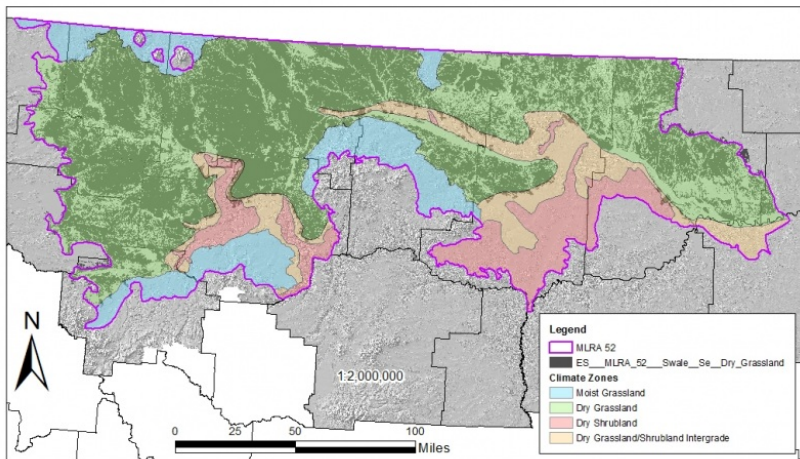 N
1:2,000,000
0 25 50 100
Miles
Legend
MLRA 52
ES___MLRA_52___Swale__Se__Dry_Grassland
Climate Zones
Moist Grassland
Dry Grassland
Dry Shrubland
Dry Grassland/Shrubland Intergrade